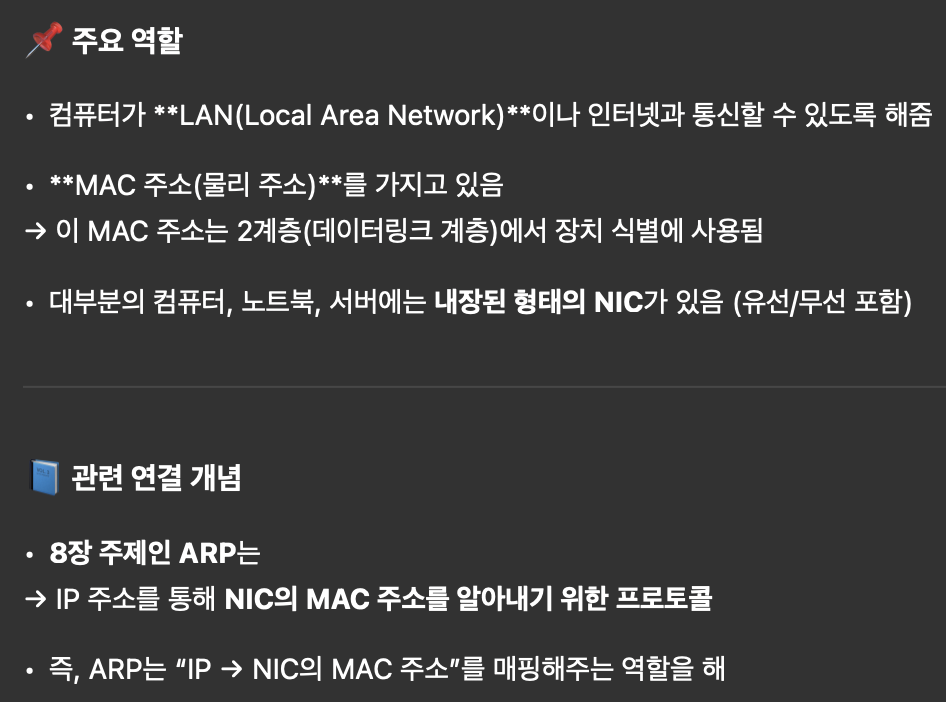 📌 주요 역할
• 컴퓨터가 **LAN(Local Area Network)**이나 인터넷과 통신할 수 있도록 해줌
• **MAC 주소(물리 주소)**를 가지고 있음
→ 이 MAC 주소는 2계층(데이터링크 계층)에서 장치 식별에 사용됨
• 대부분의 컴퓨터, 노트북, 서버에는 내장된 형태의 NIC가 있음 (유선/무선 포함)
📘 관련 연결 개념
• 8장 주제인 ARP는
→ IP 주소를 통해 NIC의 MAC 주소를 알아내기 위한 프로토콜
• 즉, ARP는 “IP → NIC의 MAC 주소”를 매핑해주는 역할을 해